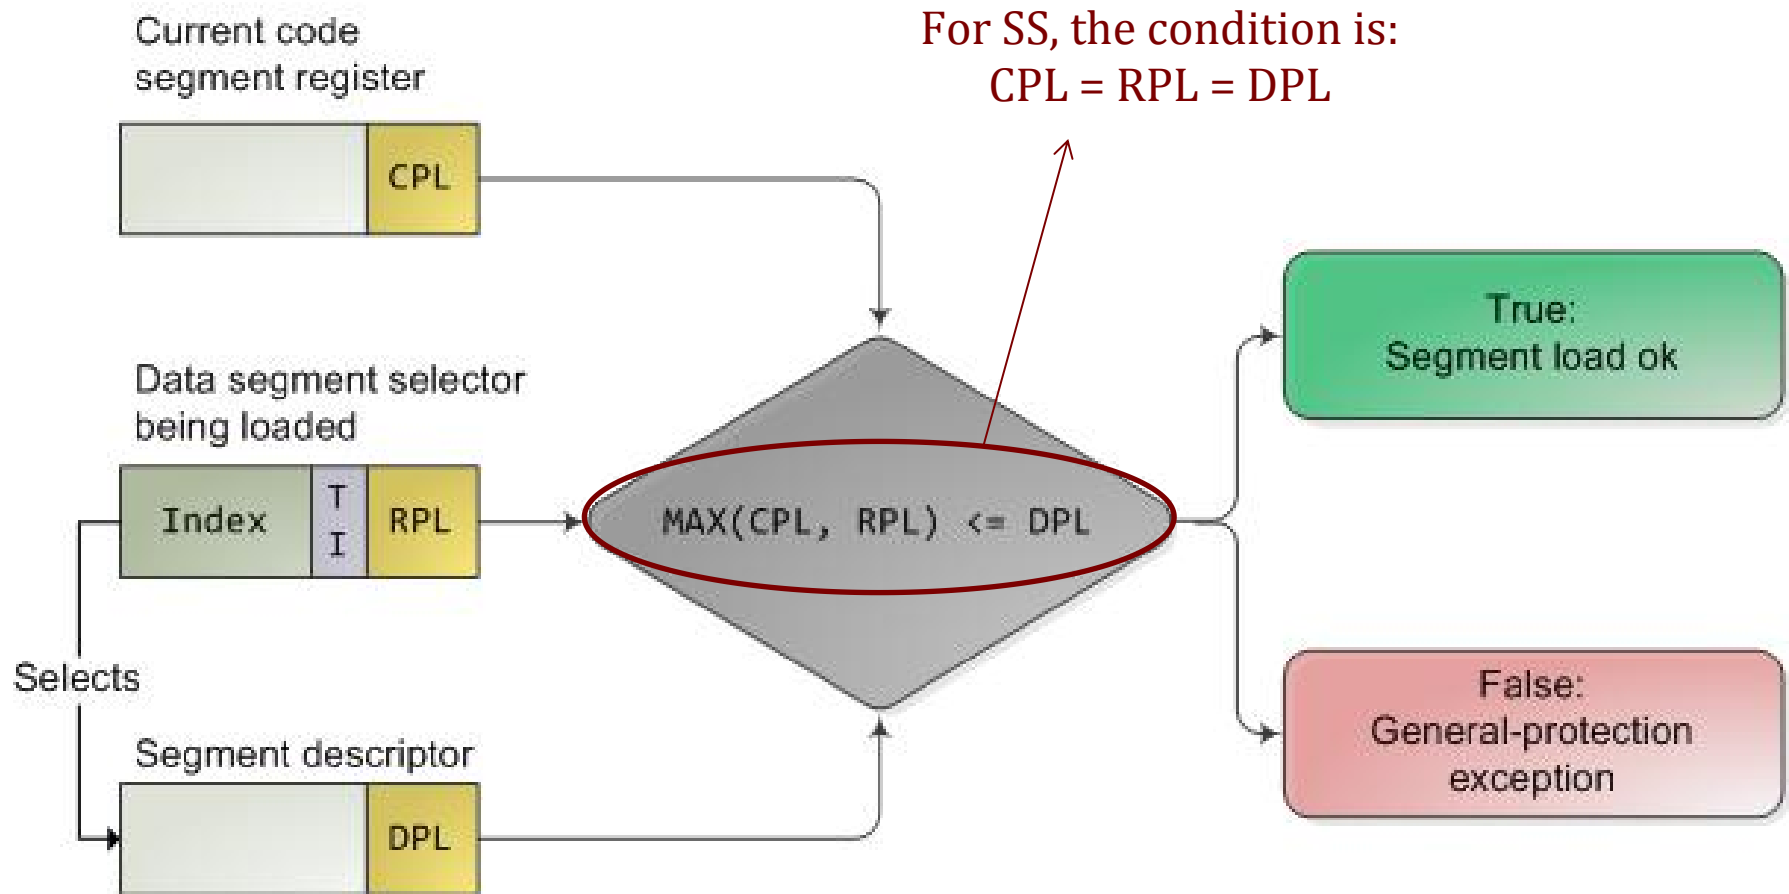 For SS, the condition is:
CPL = RPL = DPL
Current code
segment register
CPL
Data segment selector
being loaded
Index
T
I
RPL
MAX(CPL, RPL) <= DPL
True:
Segment load ok
Selects
Segment descriptor
DPL
False:
General-protection
exception